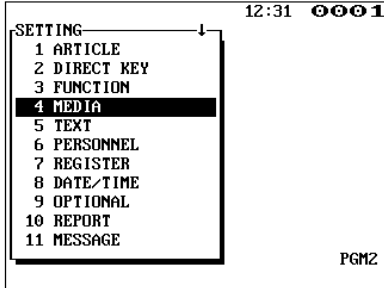 12:31 0001
SETTING ↓
1 ARTICLE
2 DIRECT KEY
3 FUNCTION
4 MEDIA
5 TEXT
6 PERSONNEL
7 REGISTER
8 DATE/TIME
9 OPTIONAL
10 REPORT
11 MESSAGE
PGM2